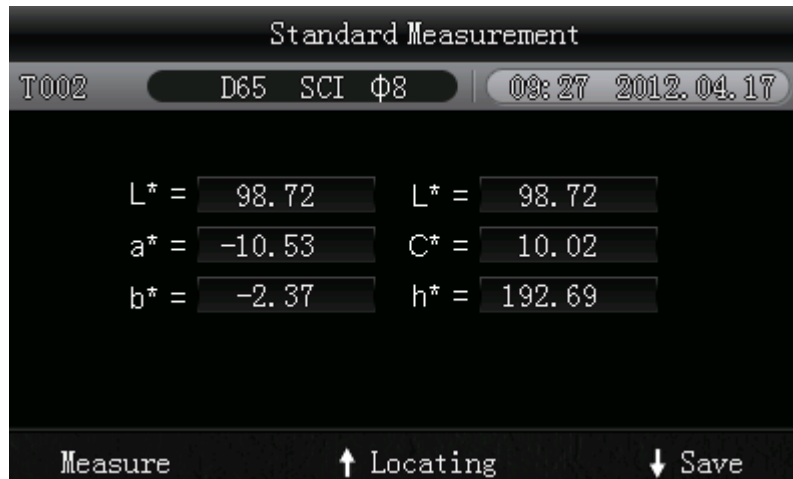 Standard Measurement
T002 D65 SCI Φ8 09:27 2012.04.17
L* = 98.72 L* = 98.72
a* = -10.53 C* = 10.02
b* = -2.37 h* = 192.69
Measure ↑ Locating ↓ Save